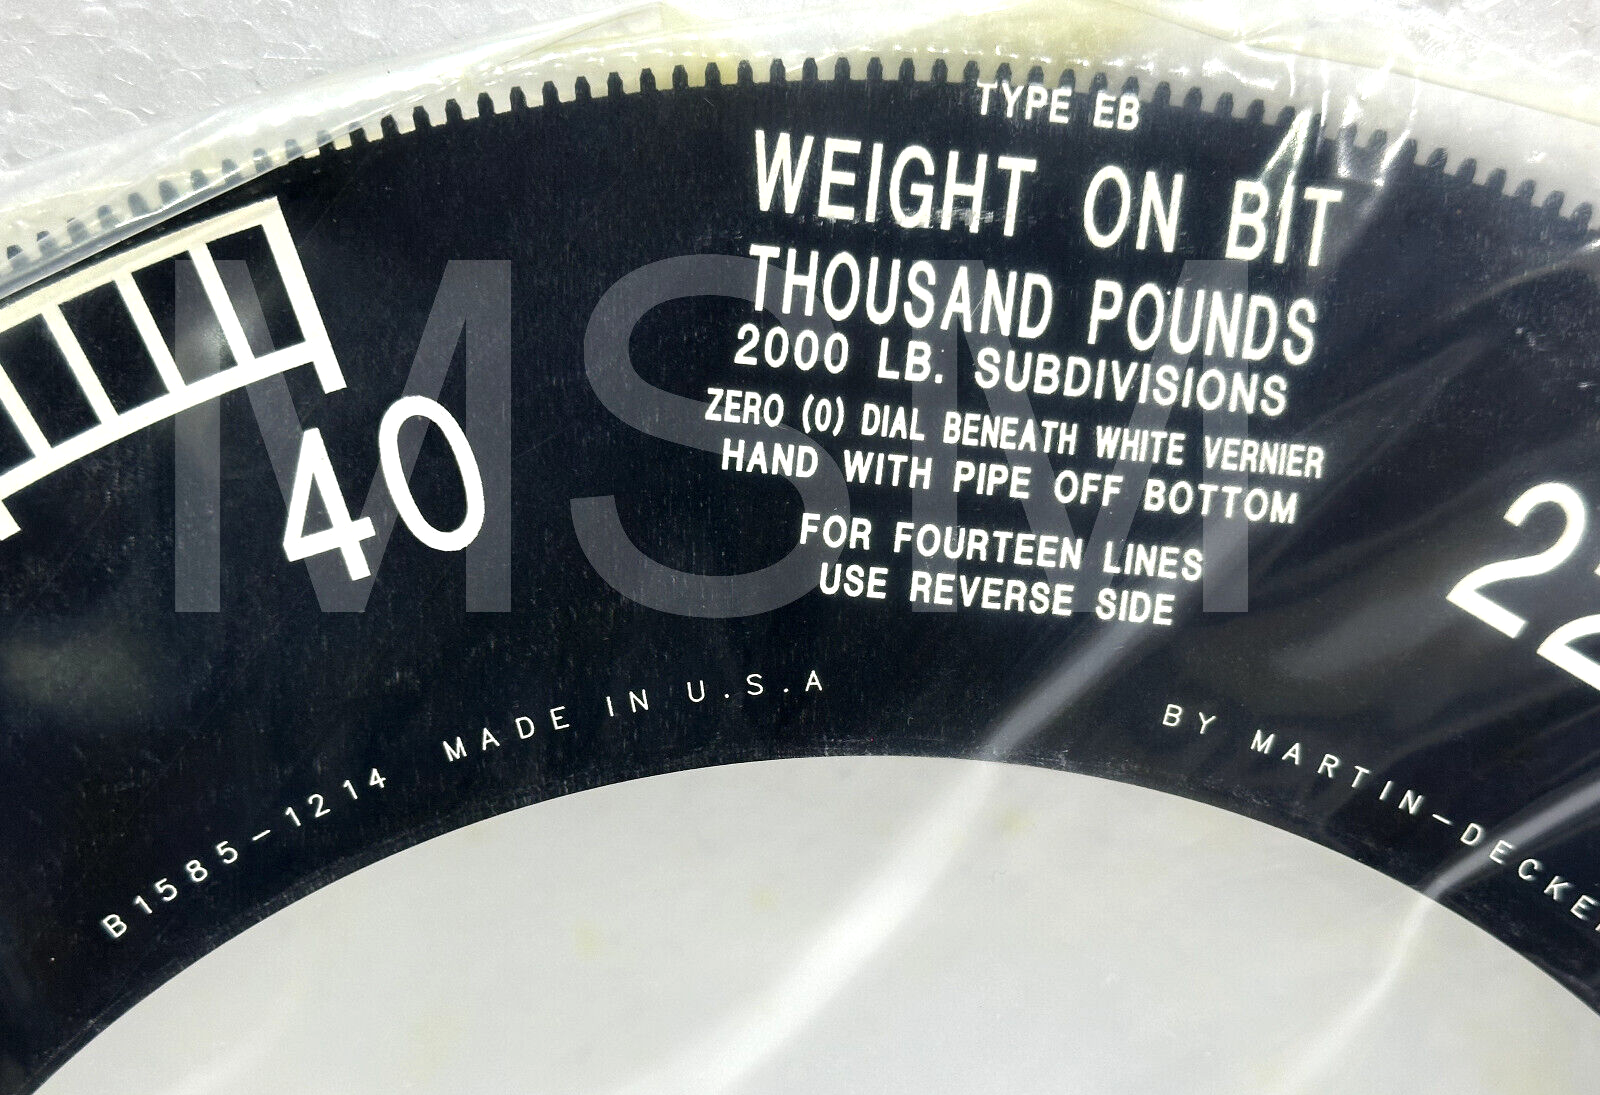 TYPE EB
WEIGHT ON BIT
THOUSAND POUNDS
2000 LB. SUBDIVISIONS
ZERO (0) DIAL BENEATH WHITE VERNIER
HAND WITH PIPE OFF BOTTOM
FOR FOURTEEN LINES
USE REVERSE SIDE
40
B1585-1214 MADE IN U.S.A
BY MARTIN-DECKE
MSM